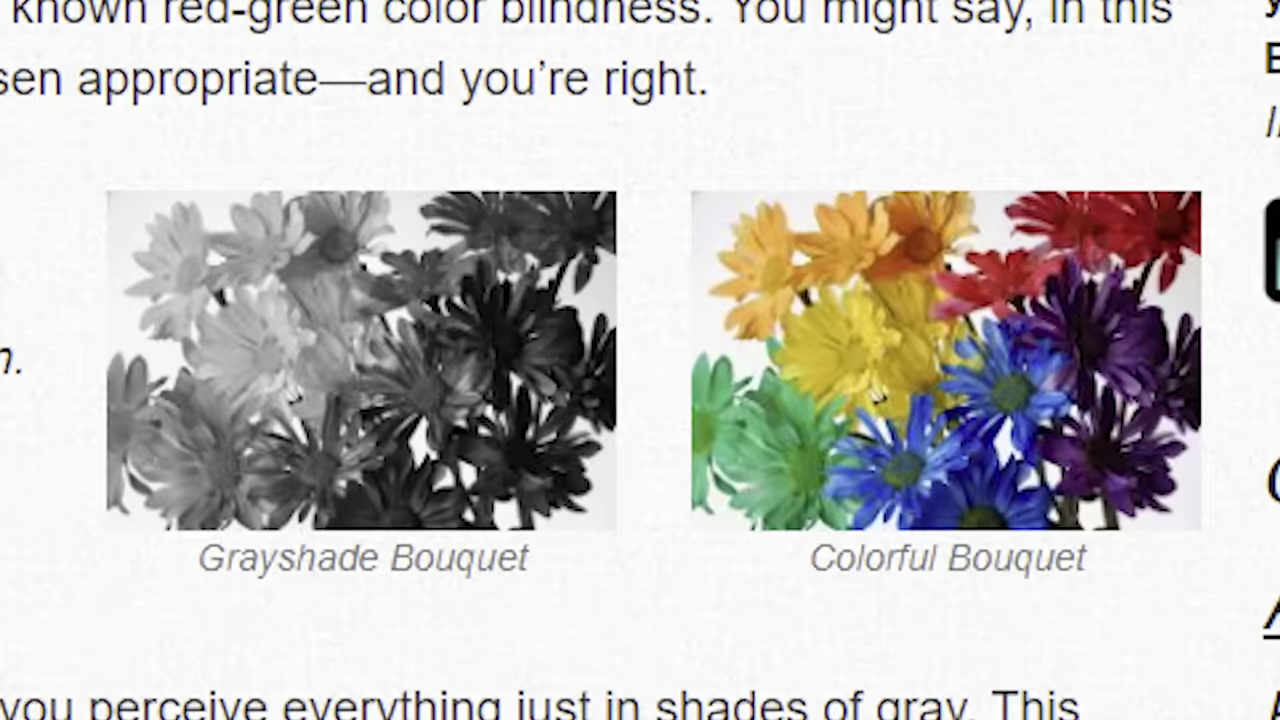 known red-green color blindness. You might say, in this
sen appropriate—and you’re right.
n.
Grayshade Bouquet
Colorful Bouquet
you perceive everything just in shades of gray. This